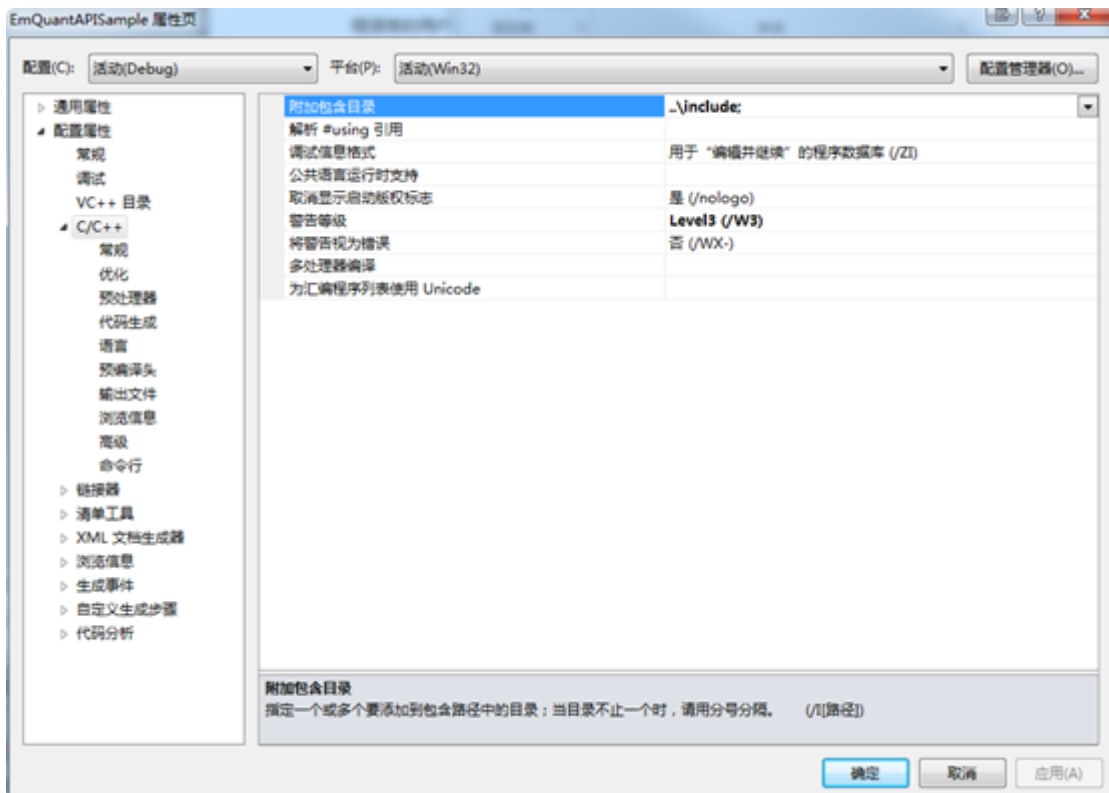 EmQuantAPISample 属性页
配置(C): 活动(Debug) 平台(P): 活动(Win32) 配置管理器(O)...
通用属性
配置属性
常规
调试
VC++ 目录
C/C++
常规
优化
预处理器
代码生成
语言
预编译头
输出文件
浏览信息
高级
命令行
链接器
清单工具
XML 文档生成器
浏览信息
生成事件
自定义生成步骤
代码分析
附加包含目录 ..\include;
解析 #using 引用
调试信息格式 用于“编辑并继续”的程序数据库 (/ZI)
公共语言运行时支持
取消显示启动版权标志 是 (/nologo)
警告等级 Level3 (/W3)
将警告视为错误 否 (/WX-)
多处理器编译
为汇编程序列表使用 Unicode
附加包含目录
指定一个或多个要添加到包含路径中的目录；当目录不止一个时，请用分号分隔。 (/I[路径])
确定 取消 应用(A)